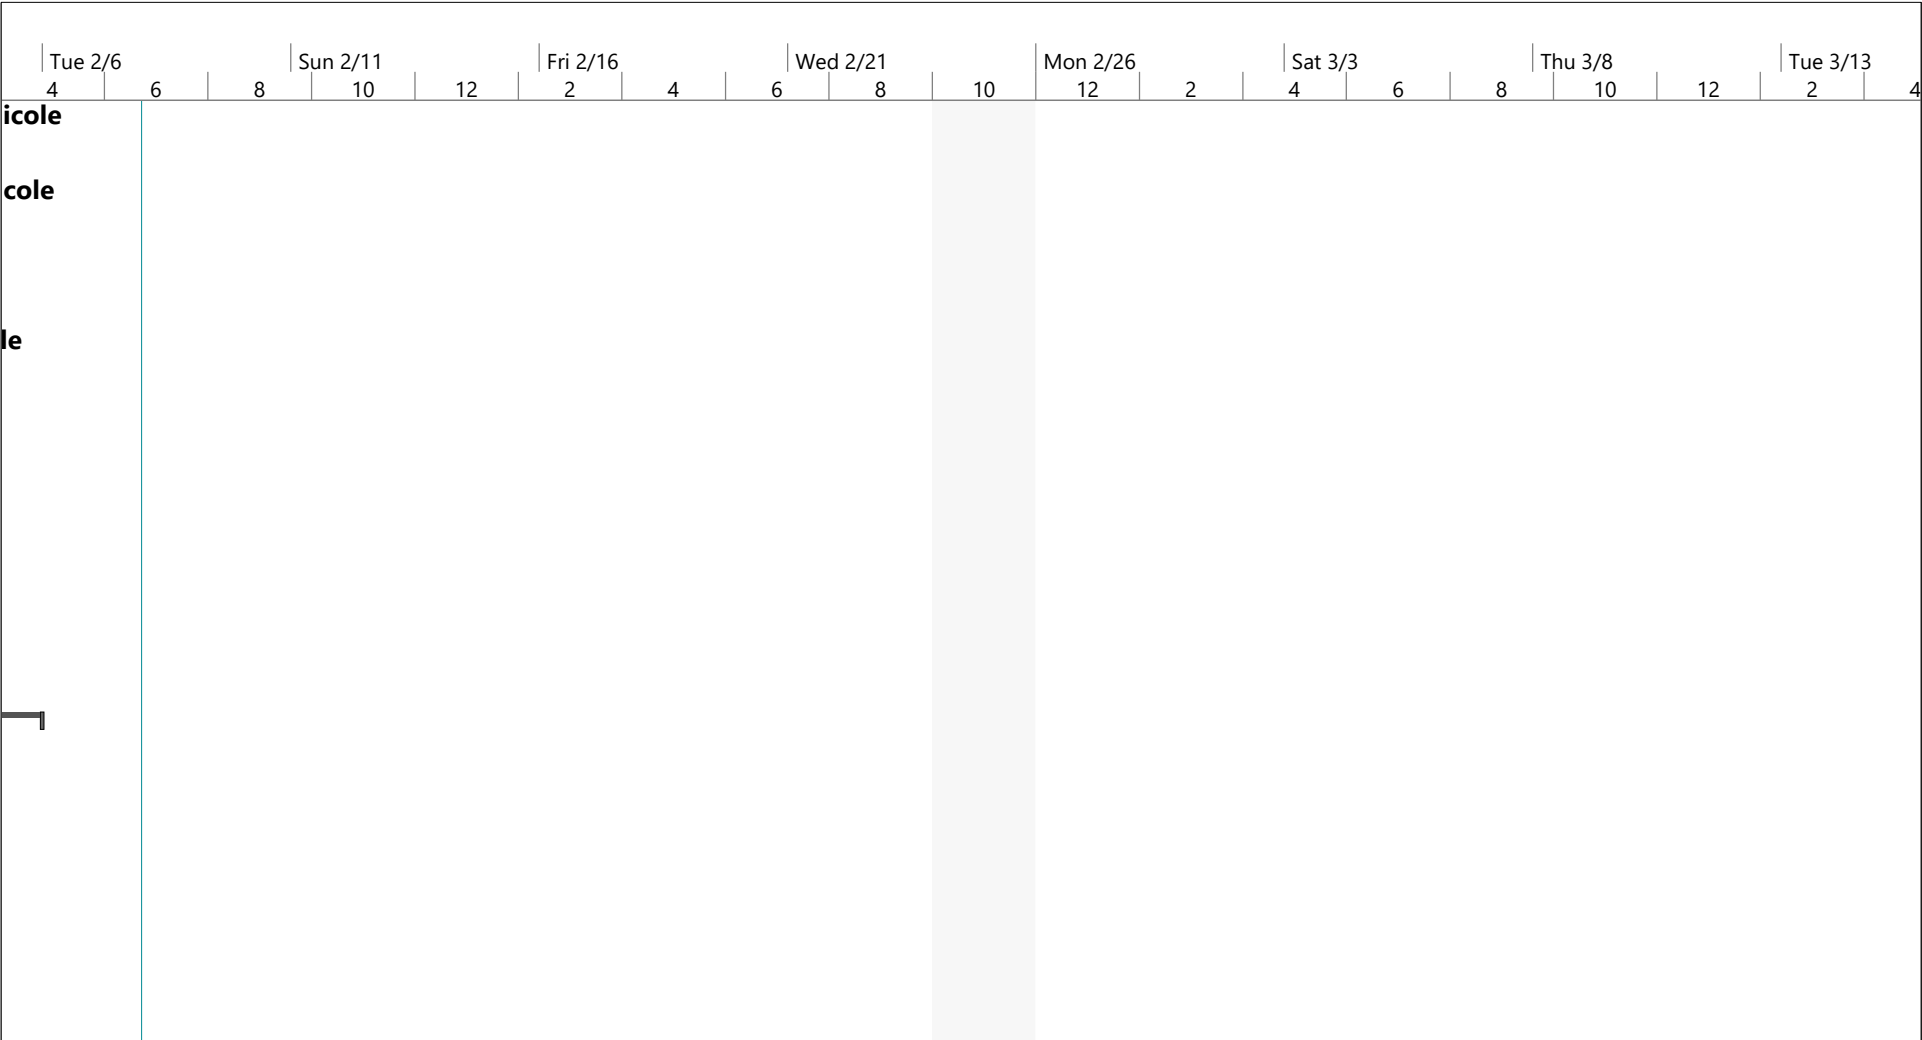 Tue 2/6 Sun 2/11 Fri 2/16 Wed 2/21 Mon 2/26 Sat 3/3 Thu 3/8 Tue 3/13
4 6 8 10 12 2 4 6 8 10 12 2 4 6 8 10 12 2 4
icole
cole
le